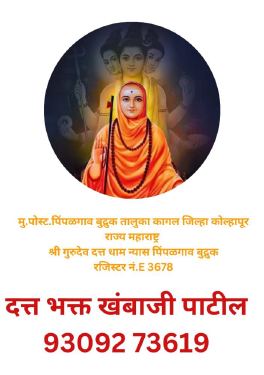 मु.पोस्ट.पिंपळगाव बुद्रुक तालुका कागल जिल्हा कोल्हापूर
राज्य महाराष्ट्र
श्री गुरुदेव दत्त धाम न्यास पिंपळगाव बुद्रुक
रजिस्टर नं.E 3678
दत्त भक्त खंबाजी पाटील
93092 73619